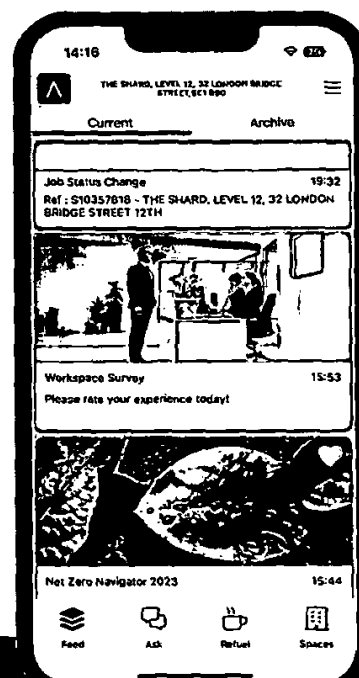 14:16
THE SHARD, LEVEL 12, 32 LONDON BRIDGE
STREET, SE1 9SG
Current Archive
Job Status Change 19:32
Ref : S10357818 - THE SHARD, LEVEL 12, 32 LONDON
BRIDGE STREET 12TH
Workspace Survey 15:53
Please rate your experience today!
Net Zero Navigator 2023 15:44
Feed Ask Refuel Spaces